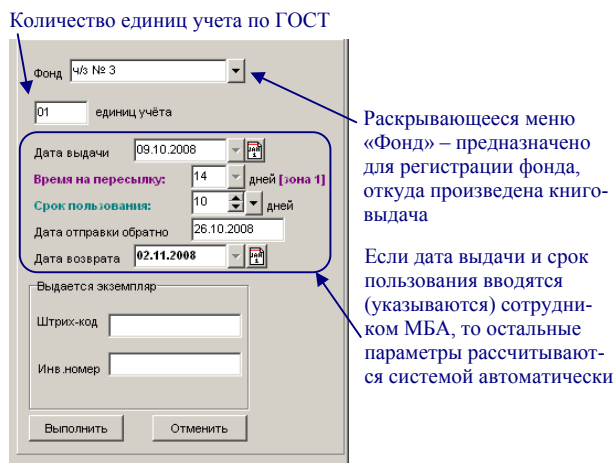 Количество единиц учета по ГОСТ
Фонд ч/з № 3
01 единиц учёта
Дата выдачи 09.10.2008
Время на пересылку: 14 дней [зона 1]
Срок пользования: 10 дней
Дата отправки обратно 26.10.2008
Дата возврата 02.11.2008
Выдается экземпляр
Штрих-код
Инв.номер
Выполнить Отменить
Раскрывающееся меню
«Фонд» – предназначено
для регистрации фонда,
откуда произведена книго-
выдача
Если дата выдачи и срок
пользования вводятся
(указываются) сотрудни-
ком МБА, то остальные
параметры рассчитывают-
ся системой автоматически